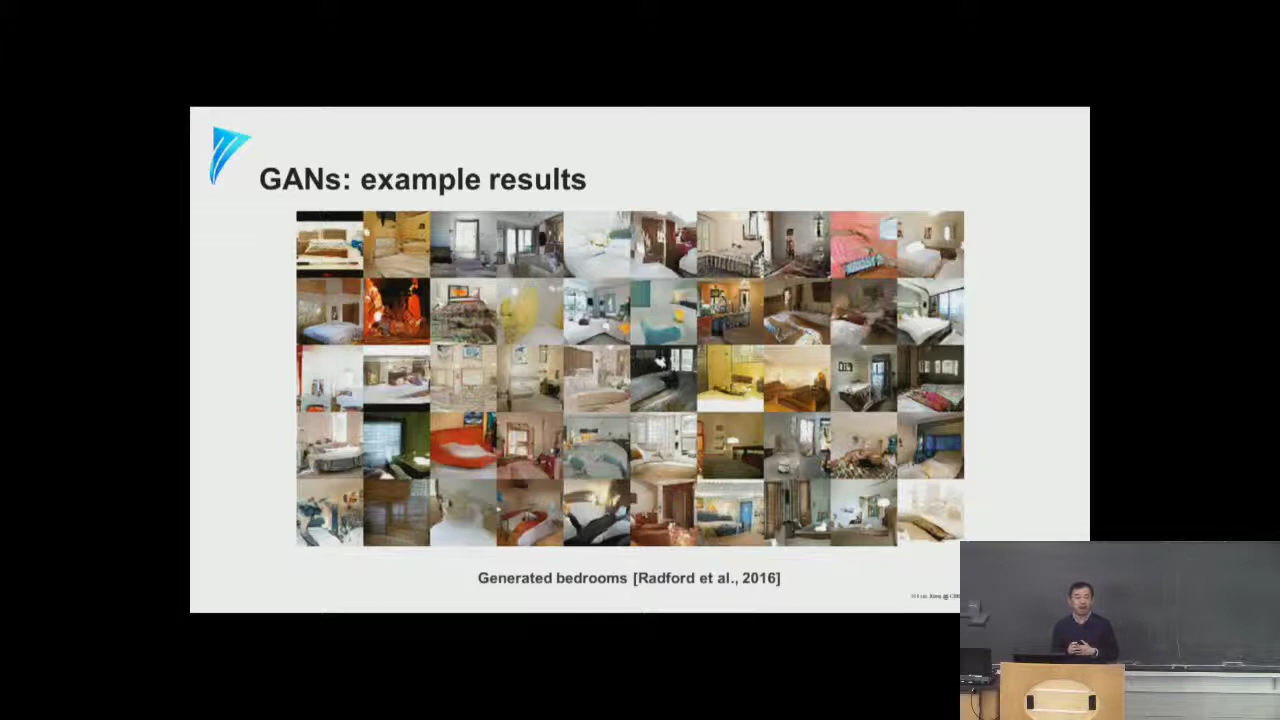 GANs: example results
Generated bedrooms [Radford et al., 2016]